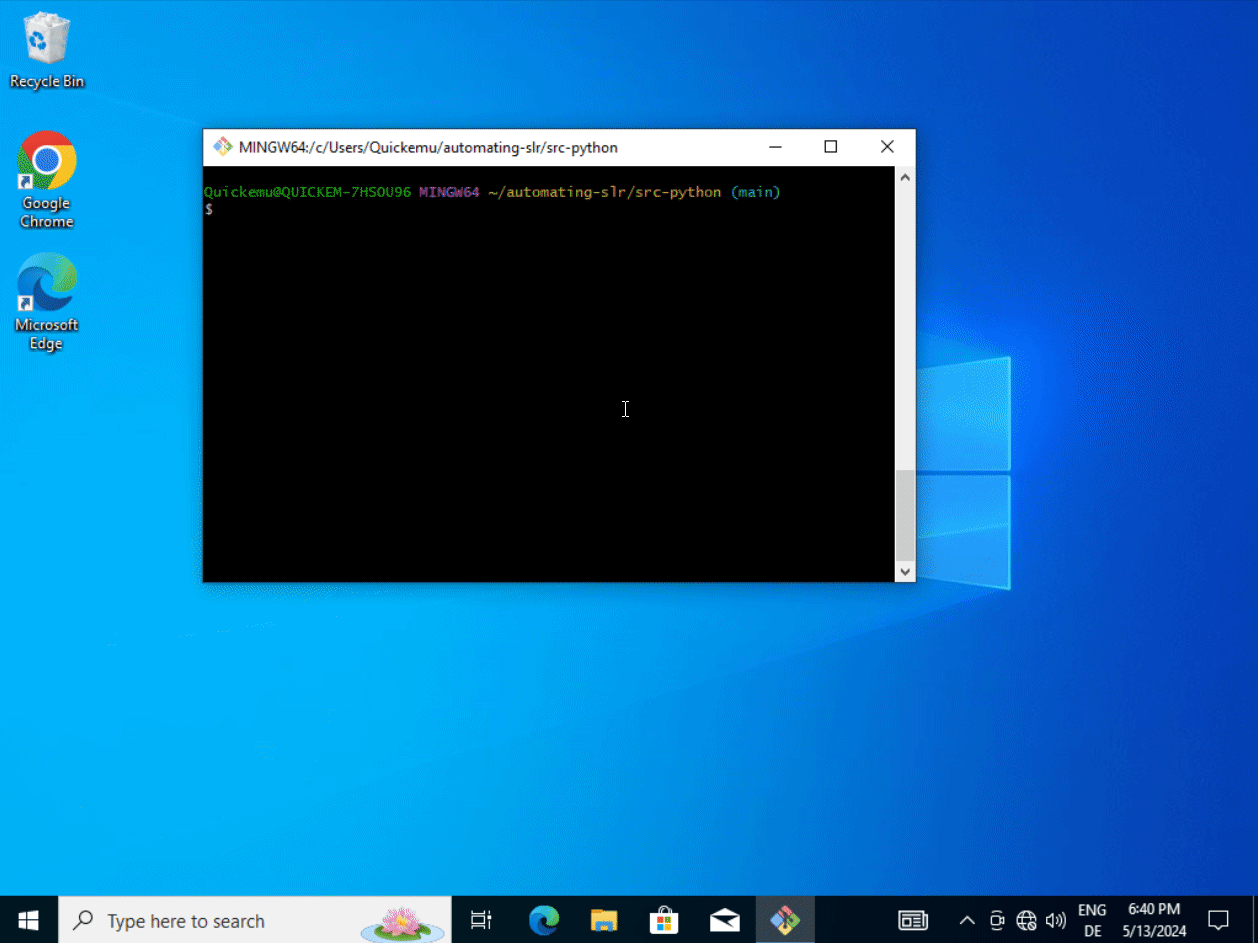 Recycle Bin
Google
Chrome
Microsoft
Edge
MINGW64:/c/Users/Quickemu/automating-slr/src-python
Quickemu@QUICKEM-7HSOU96 MINGW64 ~/automating-slr/src-python (main)
$
Type here to search
ENG
DE
6:40 PM
5/13/2024